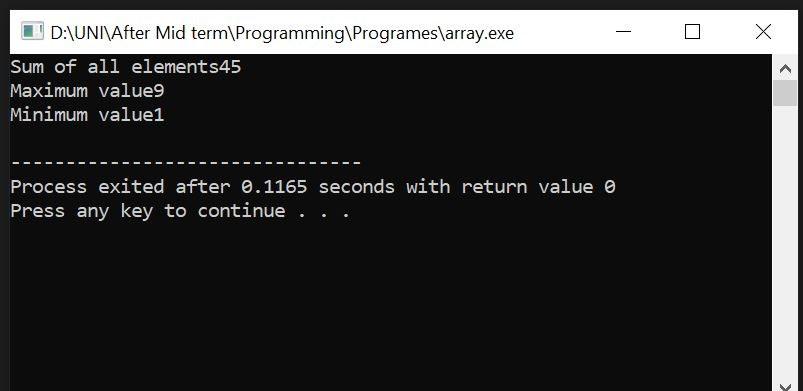 D:\UNI\After Mid term\Programming\Programes\array.exe
Sum of all elements45
Maximum value9
Minimum value1
--------------------------------
Process exited after 0.1165 seconds with return value 0
Press any key to continue . . .